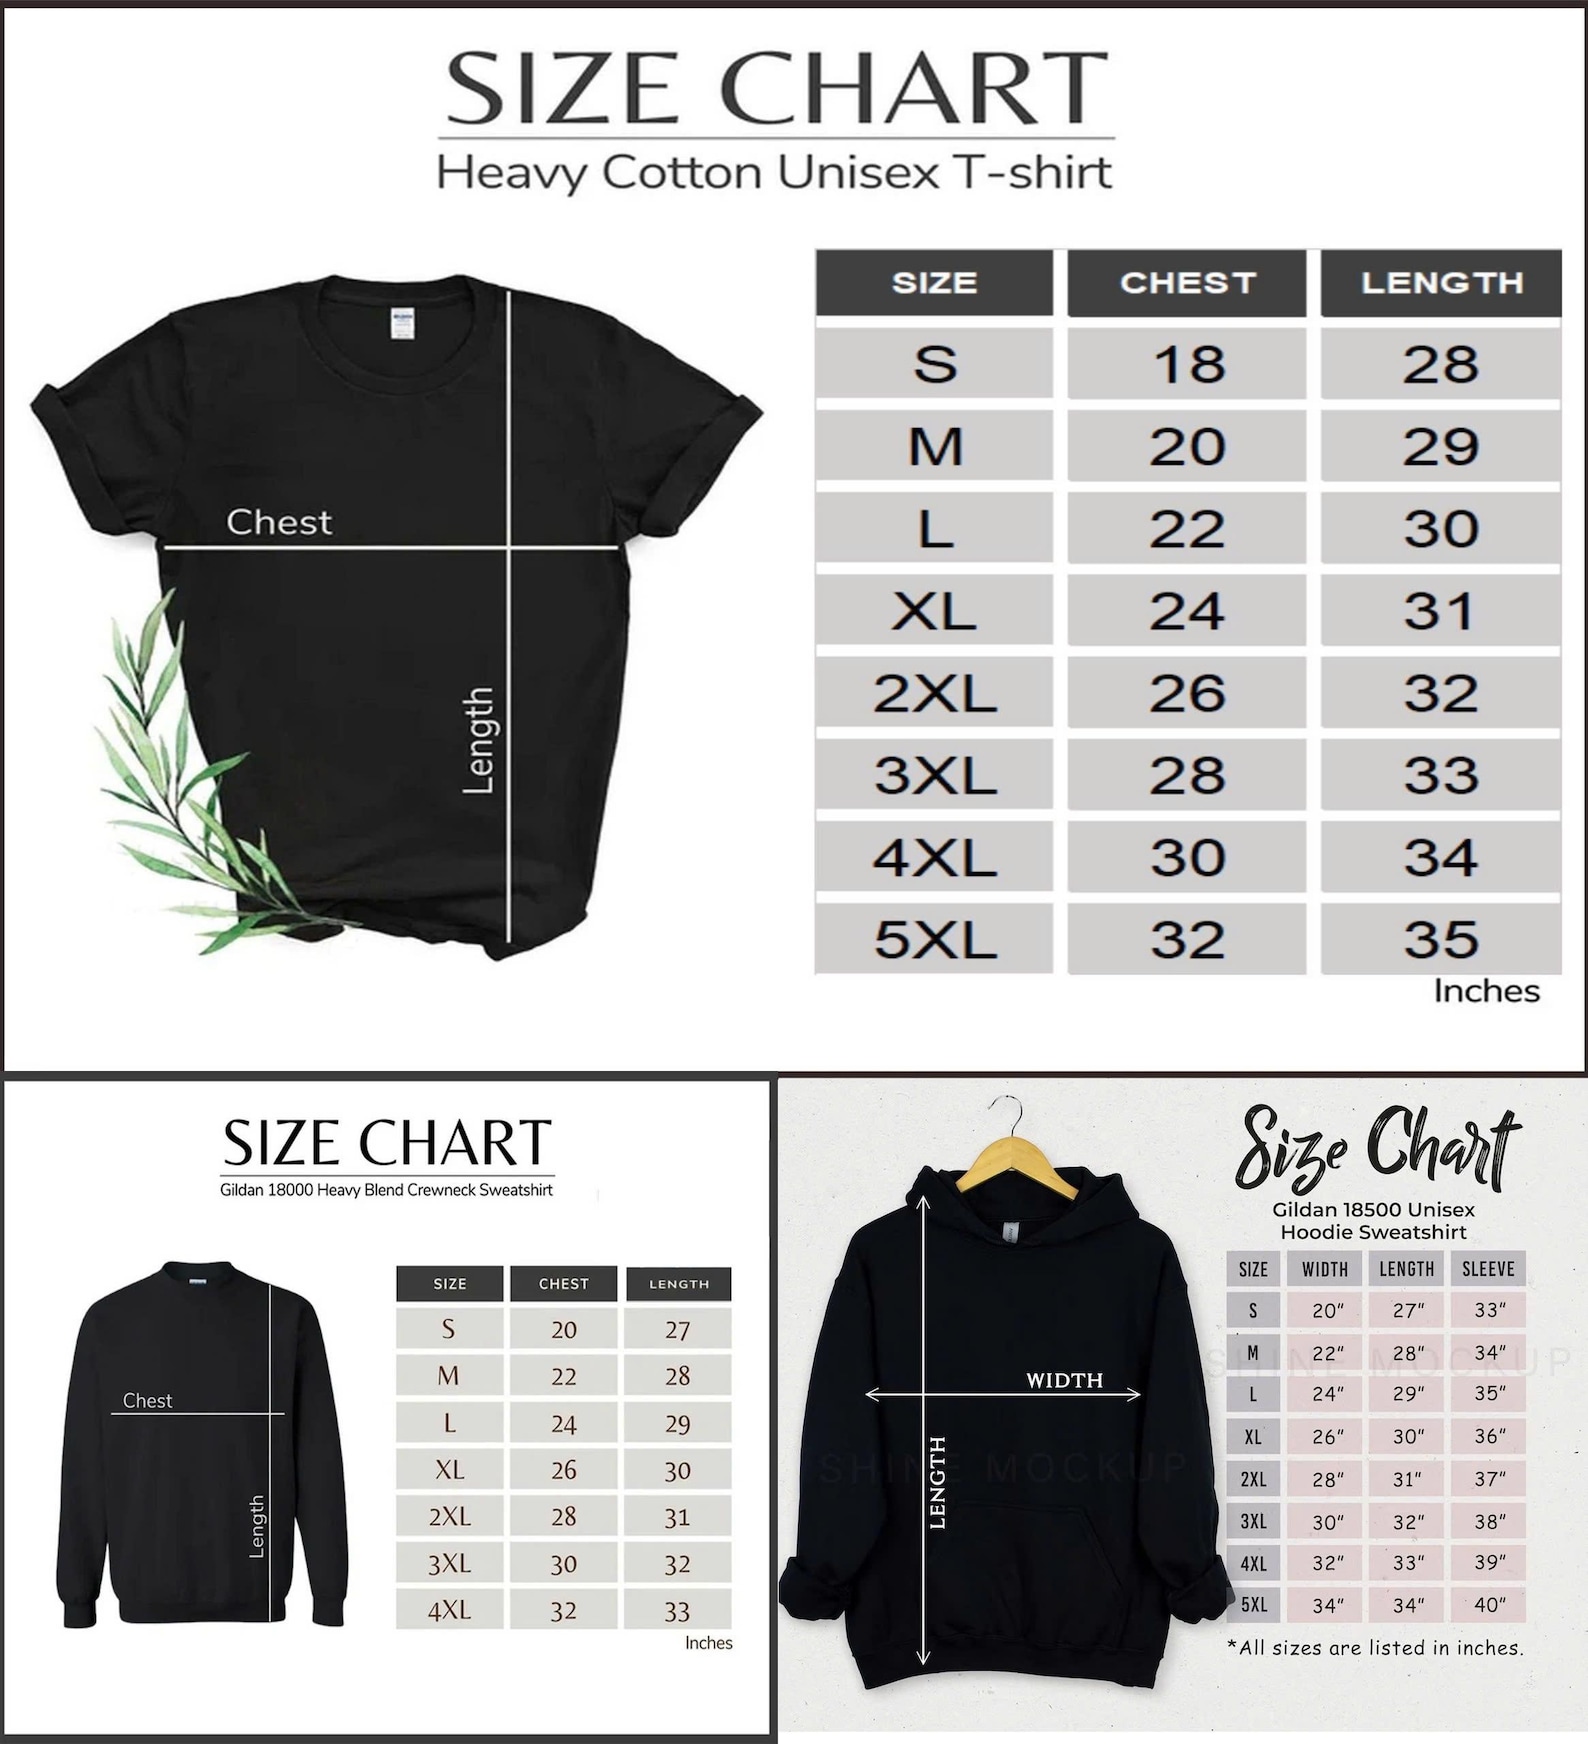 SIZE CHART
Heavy Cotton Unisex T-shirt
Chest
Length
SIZE CHEST LENGTH
S 18 28
M 20 29
L 22 30
XL 24 31
2XL 26 32
3XL 28 33
4XL 30 34
5XL 32 35
Inches
SIZE CHART
Gildan 18000 Heavy Blend Crewneck Sweatshirt
Chest
Length
SIZE CHEST LENGTH
S 20 27
M 22 28
L 24 29
XL 26 30
2XL 28 31
3XL 30 32
4XL 32 33
Inches
Size Chart
Gildan 18500 Unisex
Hoodie Sweatshirt
WIDTH
LENGTH
SHINE MOCKUP
SIZE WIDTH LENGTH SLEEVE
S 20" 27" 33"
M 22" 28" 34"
SHINE MOCKUP
L 24" 29" 35"
XL 26" 30" 36"
2XL 28" 31" 37"
3XL 30" 32" 38"
4XL 32" 33" 39"
5XL 34" 34" 40"
*All sizes are listed in inches.